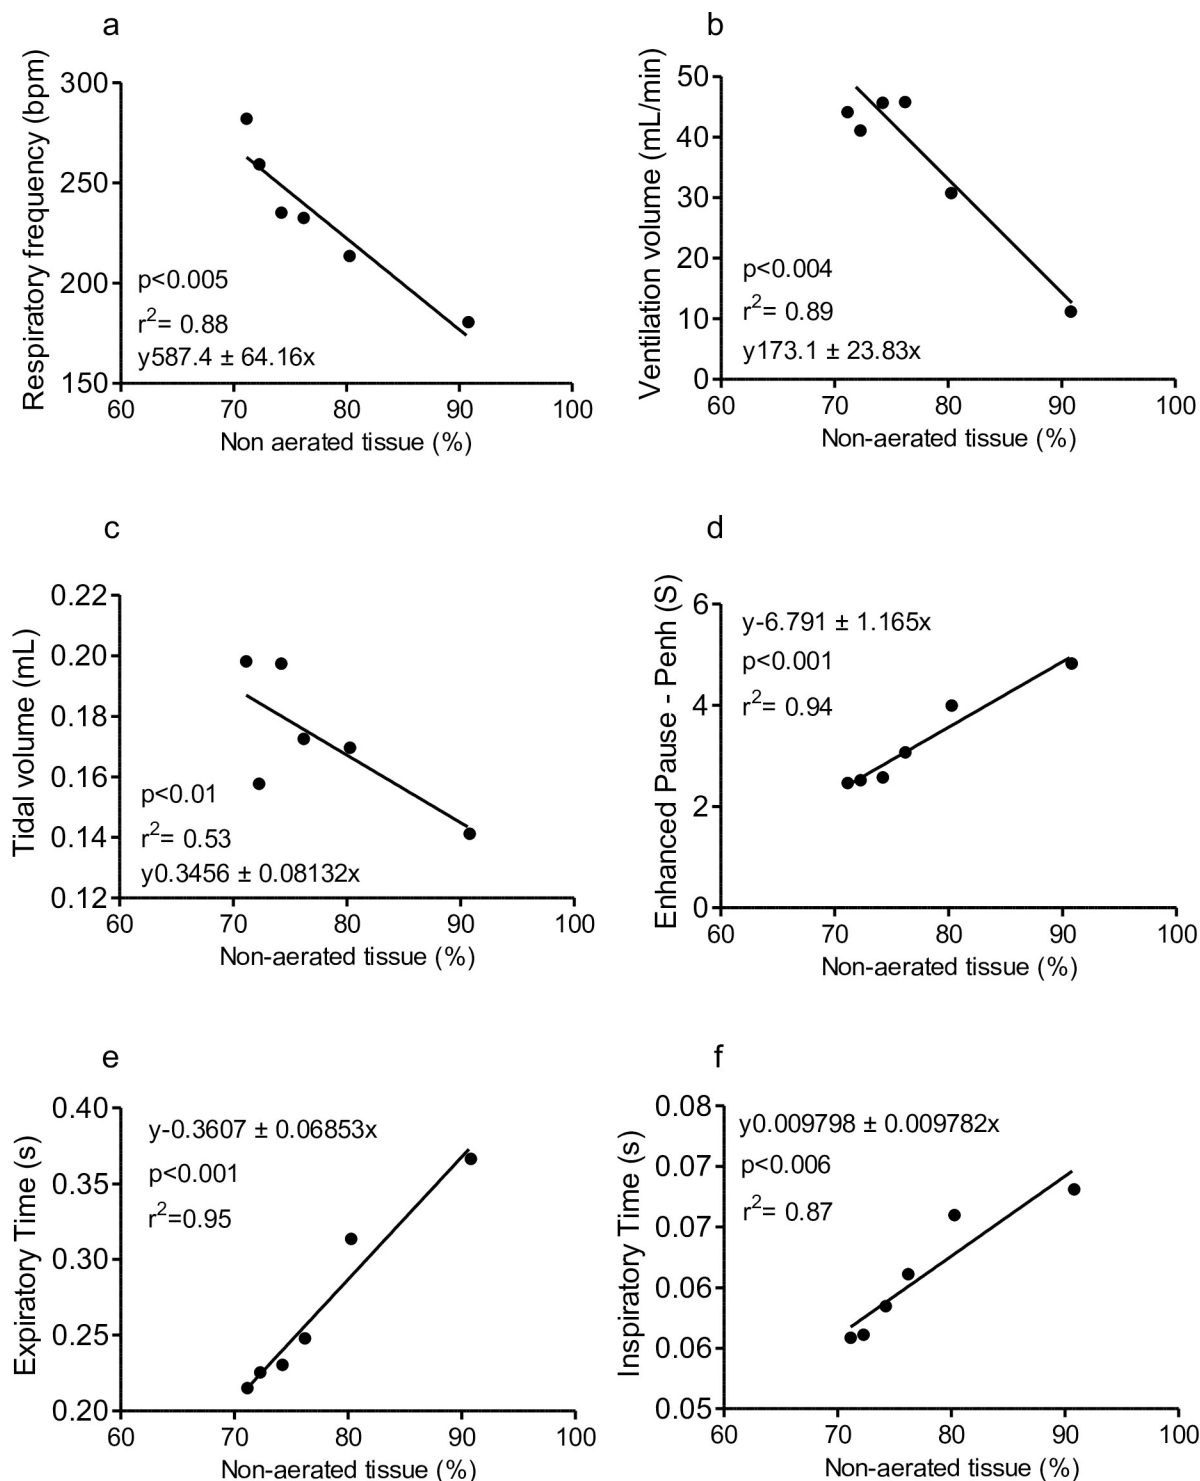 a
Respiratory frequency (bpm)
300
250
200
150
p<0.005
r2= 0.88
y587.4 ± 64.16x
60 70 80 90 100
Non aerated tissue (%)
b
Ventilation volume (mL/min)
50
40
30
20
10
0
p<0.004
r2= 0.89
y173.1 ± 23.83x
60 70 80 90 100
Non-aerated tissue (%)
c
Tidal volume (mL)
0.22
0.20
0.18
0.16
0.14
0.12
p<0.01
r2= 0.53
y0.3456 ± 0.08132x
60 70 80 90 100
Non-aerated tissue (%)
d
Enhanced Pause - Penh (S)
6
4
2
0
y-6.791 ± 1.165x
p<0.001
r2= 0.94
60 70 80 90 100
Non-aerated tissue (%)
e
Expiratory Time (s)
0.40
0.35
0.30
0.25
0.20
y-0.3607 ± 0.06853x
p<0.001
r2=0.95
60 70 80 90 100
Non-aerated tissue (%)
f
Inspiratory Time (s)
0.08
0.07
0.07
0.06
0.06
0.05
y0.009798 ± 0.009782x
p<0.006
r2= 0.87
60 70 80 90 100
Non-aerated tissue (%)